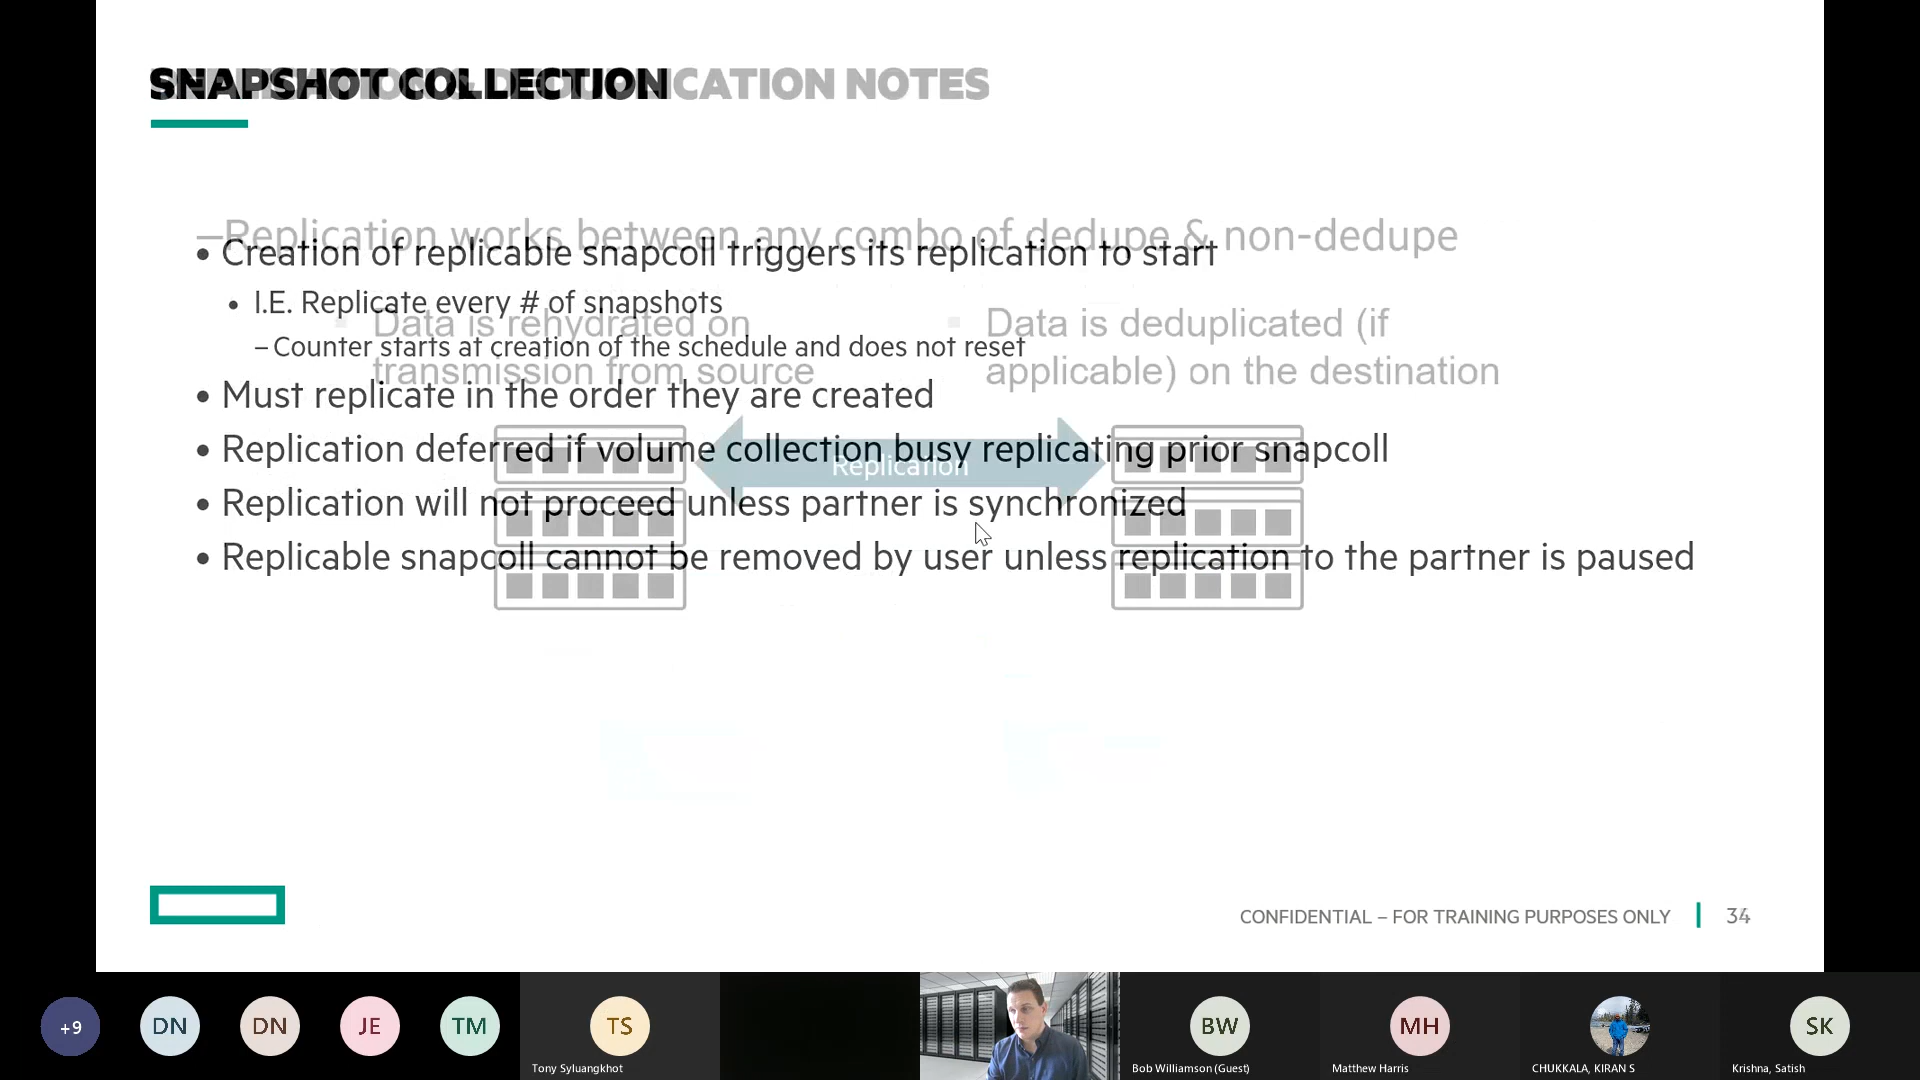 SNAPSHOT COLLECTION
CATION NOTES
–Replication works between any combo of dedupe & non-dedupe
• Creation of replicable snapcoll triggers its replication to start
• I.E. Replicate every # of snapshots
▪ Data is rehydrated on
transmission from source
▪ Data is deduplicated (if
applicable) on the destination
– Counter starts at creation of the schedule and does not reset
• Must replicate in the order they are created
• Replication deferred if volume collection busy replicating prior snapcoll
Replication
• Replication will not proceed unless partner is synchronized
• Replicable snapcoll cannot be removed by user unless replication to the partner is paused
CONFIDENTIAL – FOR TRAINING PURPOSES ONLY
34
+9
DN
DN
JE
TM
TS
Tony Syluangkhot
BW
Bob Williamson (Guest)
MH
Matthew Harris
CHUKKALA, KIRAN S
SK
Krishna, Satish